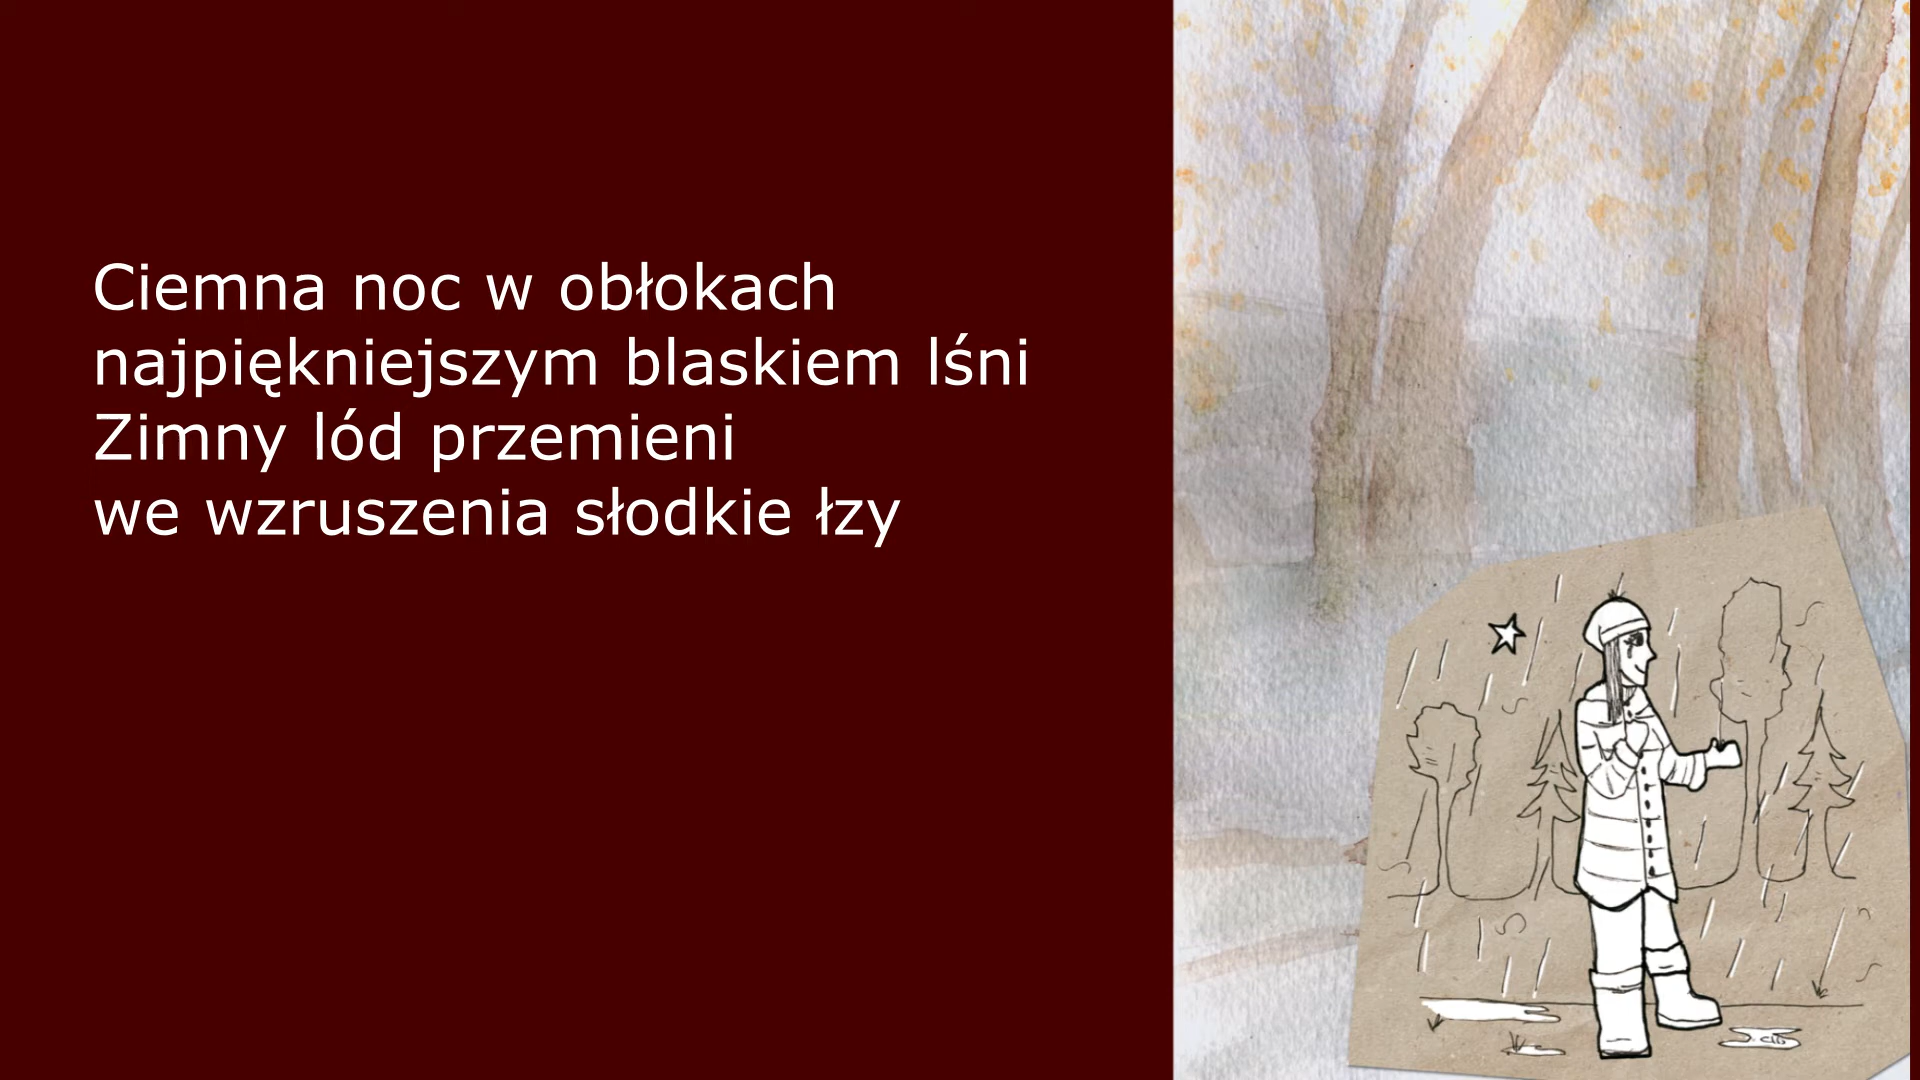 Ciemna noc w obłokach
najpiękniejszym blaskiem lśni
Zimny lód przemieni
we wzruszenia słodkie łzy